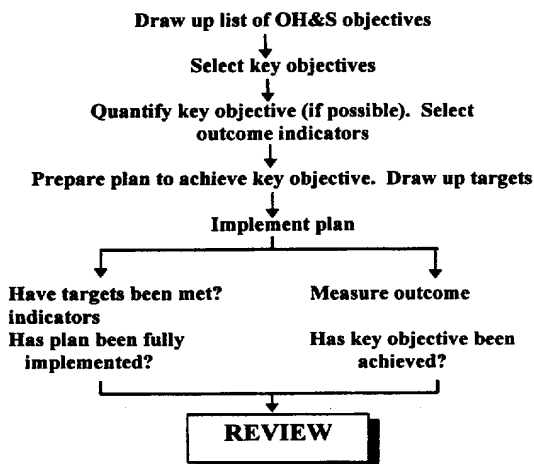 Draw up list of OH&S objectives
Select key objectives
Quantify key objective (if possible). Select
outcome indicators
Prepare plan to achieve key objective. Draw up targets
Implement plan
Have targets been met?
indicators
Has plan been fully
implemented?
Measure outcome
Has key objective been
achieved?
REVIEW